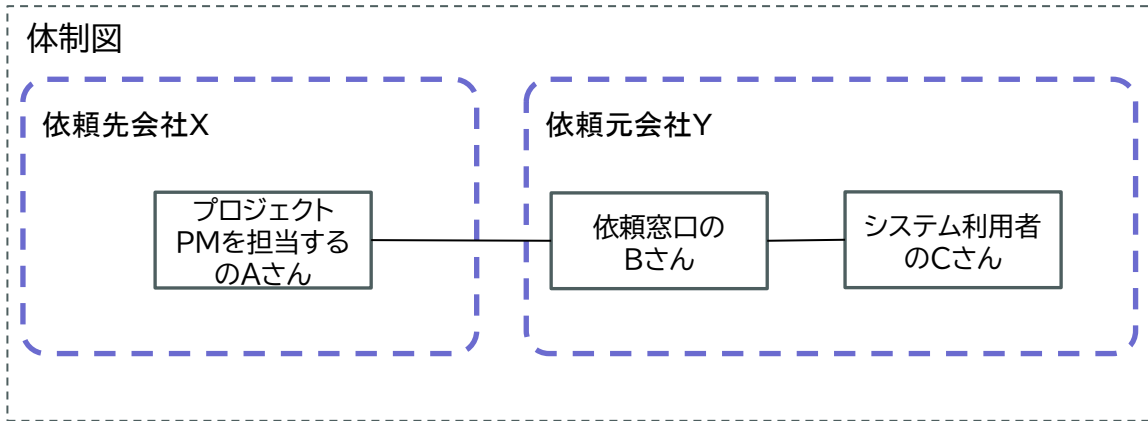 体制図
依頼先会社X
プロジェクト
PMを担当する
のAさん
依頼元会社Y
依頼窓口の
Bさん
システム利用者
のCさん